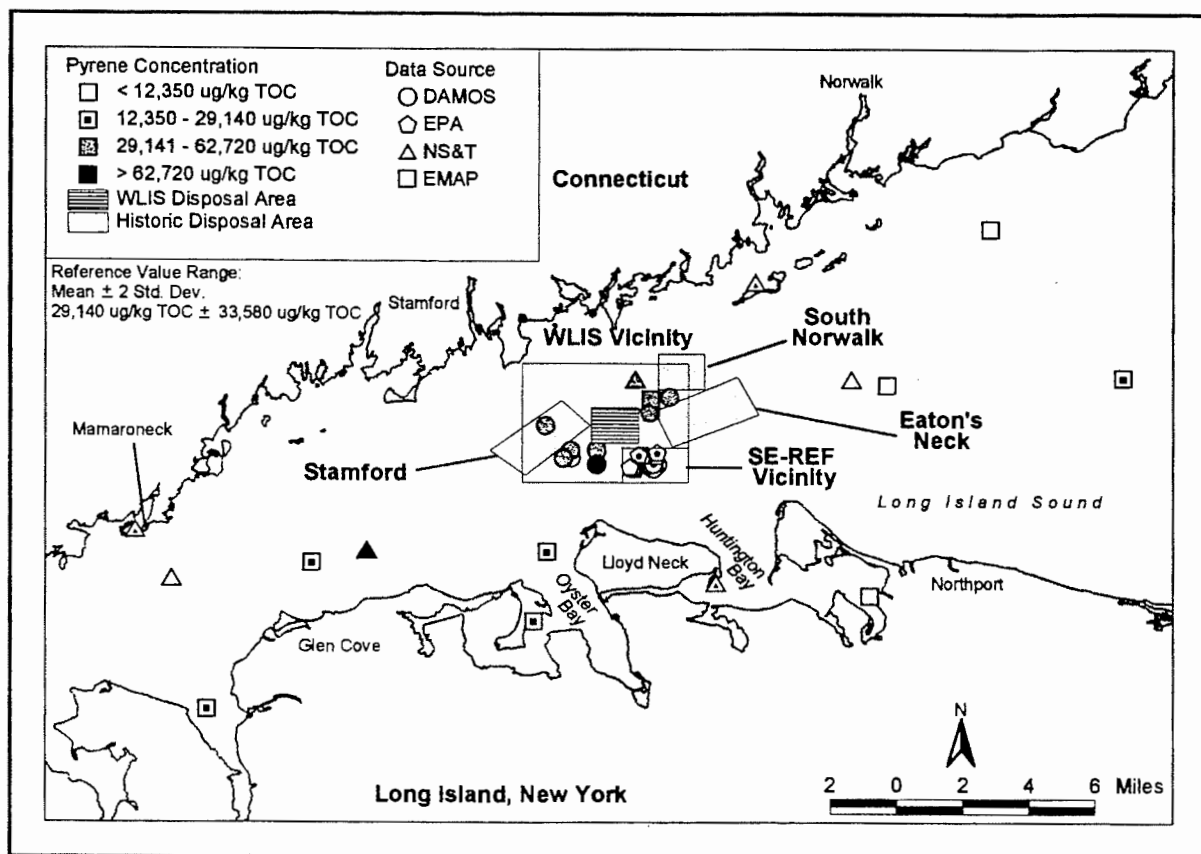 Pyrene Concentration
< 12,350 ug/kg TOC
12,350 - 29,140 ug/kg TOC
29,141 - 62,720 ug/kg TOC
> 62,720 ug/kg TOC
WLIS Disposal Area
Historic Disposal Area
Data Source
DAMOS
EPA
NS&T
EMAP
Reference Value Range:
Mean ± 2 Std. Dev.
29,140 ug/kg TOC ± 33,580 ug/kg TOC
Norwalk
Connecticut
Stamford
WLIS Vicinity
South
Norwalk
Mamaroneck
Eaton's
Neck
Stamford
SE-REF
Vicinity
Long Island Sound
Huntington
Bay
Lloyd Neck
Oyster
Bay
Northport
Glen Cove
N
Long Island, New York
2 0 2 4 6 Miles